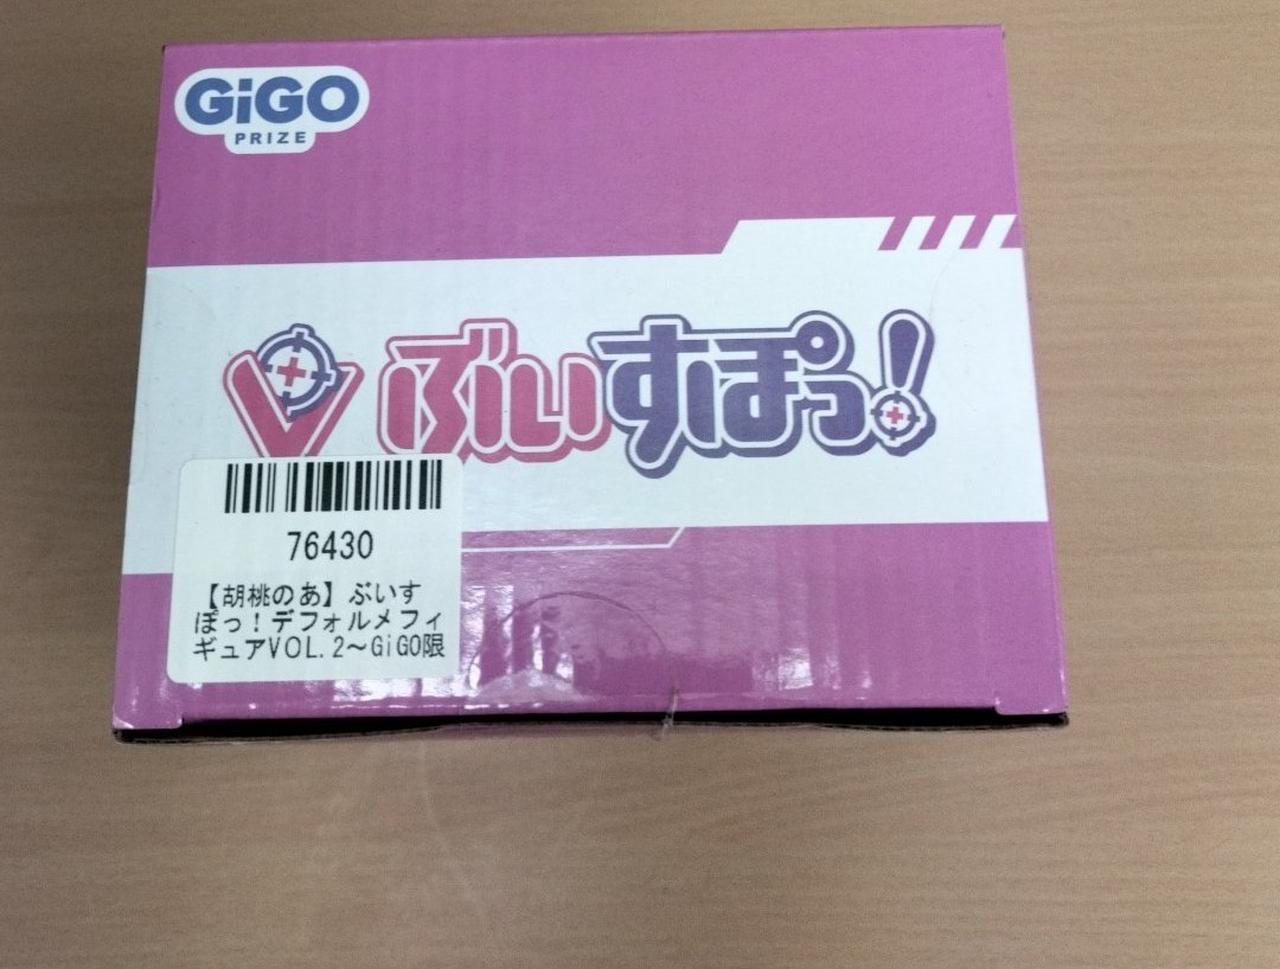 GiGO
PRIZE
ぶいすぽっ!
76430
【胡桃のあ】ぶいす
ぽっ！デフォルメフィ
ギュアVOL.2～GiGO限